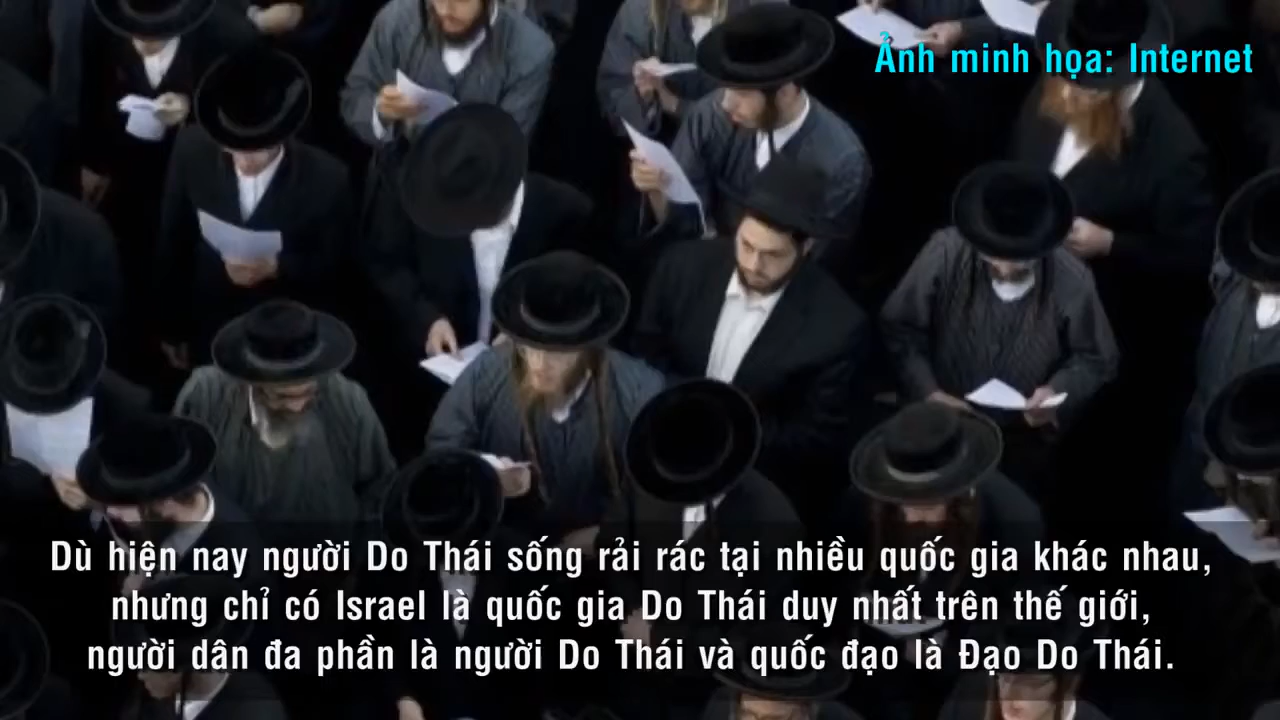 Ảnh minh họa: Internet
Dù hiện nay người Do Thái sống rải rác tại nhiều quốc gia khác nhau,
nhưng chỉ có Israel là quốc gia Do Thái duy nhất trên thế giới,
người dân đa phần là người Do Thái và quốc đạo là Đạo Do Thái.